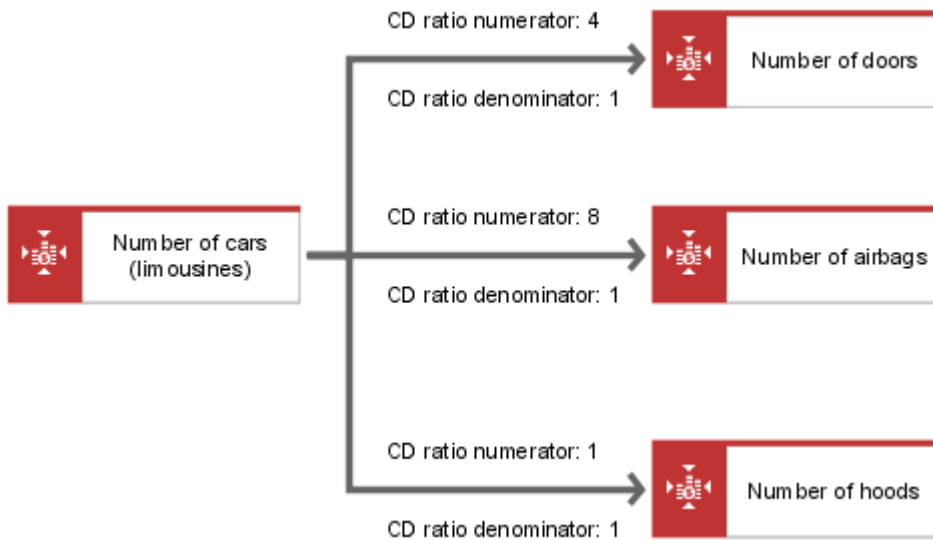 CD ratio numerator: 4
Number of doors
CD ratio denominator: 1
CD ratio numerator: 8
Number of cars
(limousines)
Number of airbags
CD ratio denominator: 1
CD ratio numerator: 1
Number of hoods
CD ratio denominator: 1